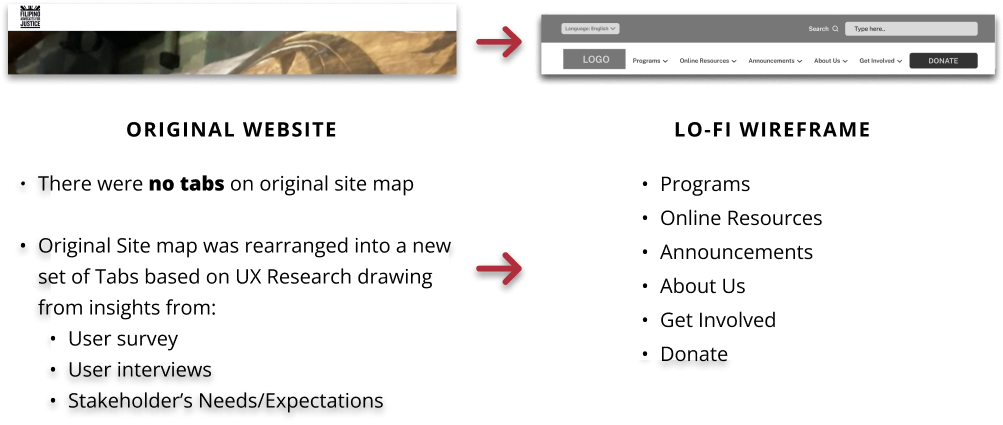 FILIPINO
ADVOCATES FOR
JUSTICE
Language: English
Search
Type here..
LOGO
Programs
Online Resources
Announcements
About Us
Get Involved
DONATE
ORIGINAL WEBSITE
LO-FI WIREFRAME
• There were no tabs on original site map
• Original Site map was rearranged into a new
set of Tabs based on UX Research drawing
from insights from:
• User survey
• User interviews
• Stakeholder’s Needs/Expectations
• Programs
• Online Resources
• Announcements
• About Us
• Get Involved
• Donate